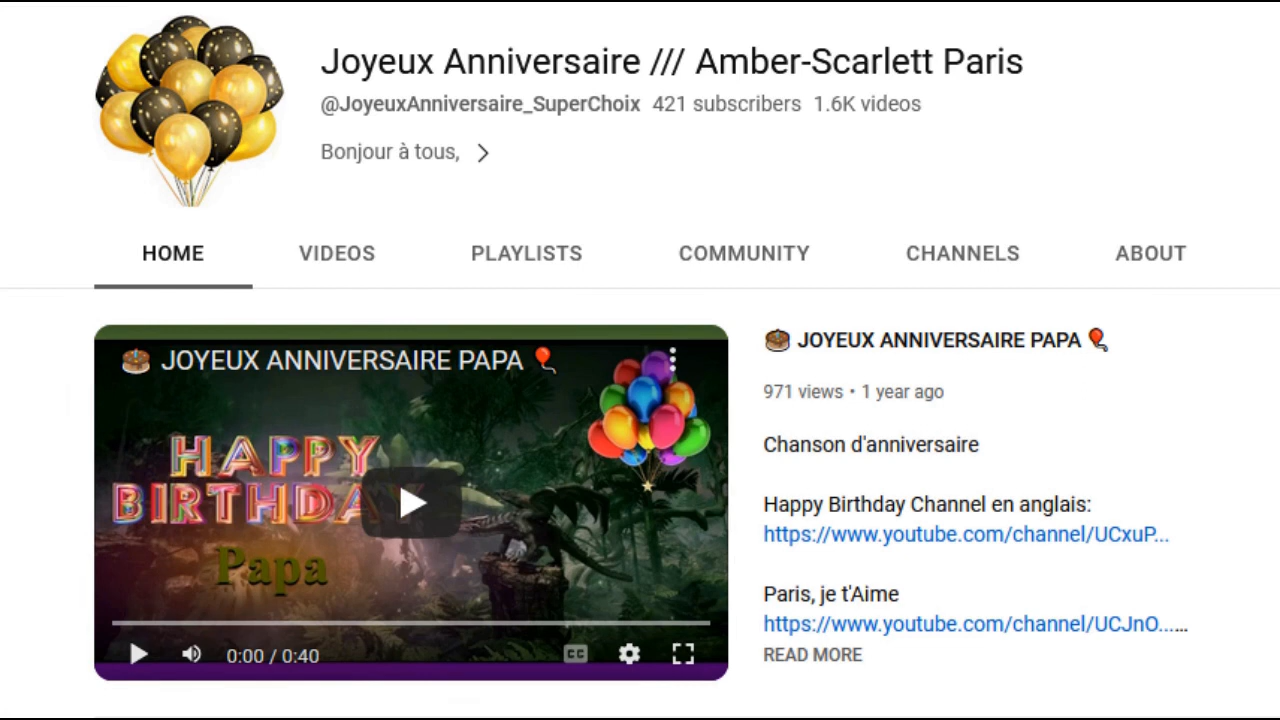 Joyeux Anniversaire /// Amber-Scarlett Paris
@JoyeuxAnniversaire_SuperChoix 421 subscribers 1.6K videos
Bonjour à tous,
HOME VIDEOS PLAYLISTS COMMUNITY CHANNELS ABOUT
🎂 JOYEUX ANNIVERSAIRE PAPA 🎈
HAPPY
BIRTHDAY
Papa
0:00 / 0:40
CC
🎂 JOYEUX ANNIVERSAIRE PAPA 🎈
971 views • 1 year ago
Chanson d'anniversaire
Happy Birthday Channel en anglais:
https://www.youtube.com/channel/UCxuP...
Paris, je t'Aime
https://www.youtube.com/channel/UCJnO......
READ MORE